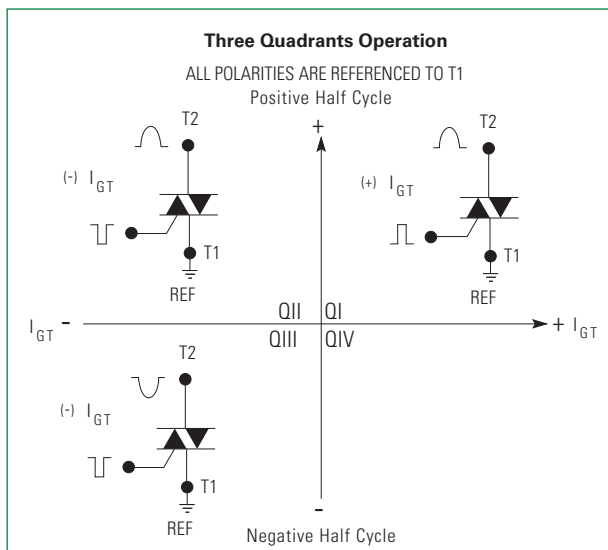 Three Quadrants Operation
ALL POLARITIES ARE REFERENCED TO T1
Positive Half Cycle
T2
(-) I GT
T1
REF
+
T2
(+) I GT
T1
REF
I GT - QII QI + I GT
QIII QIV
T2
(-) I GT
T1
REF
-
Negative Half Cycle